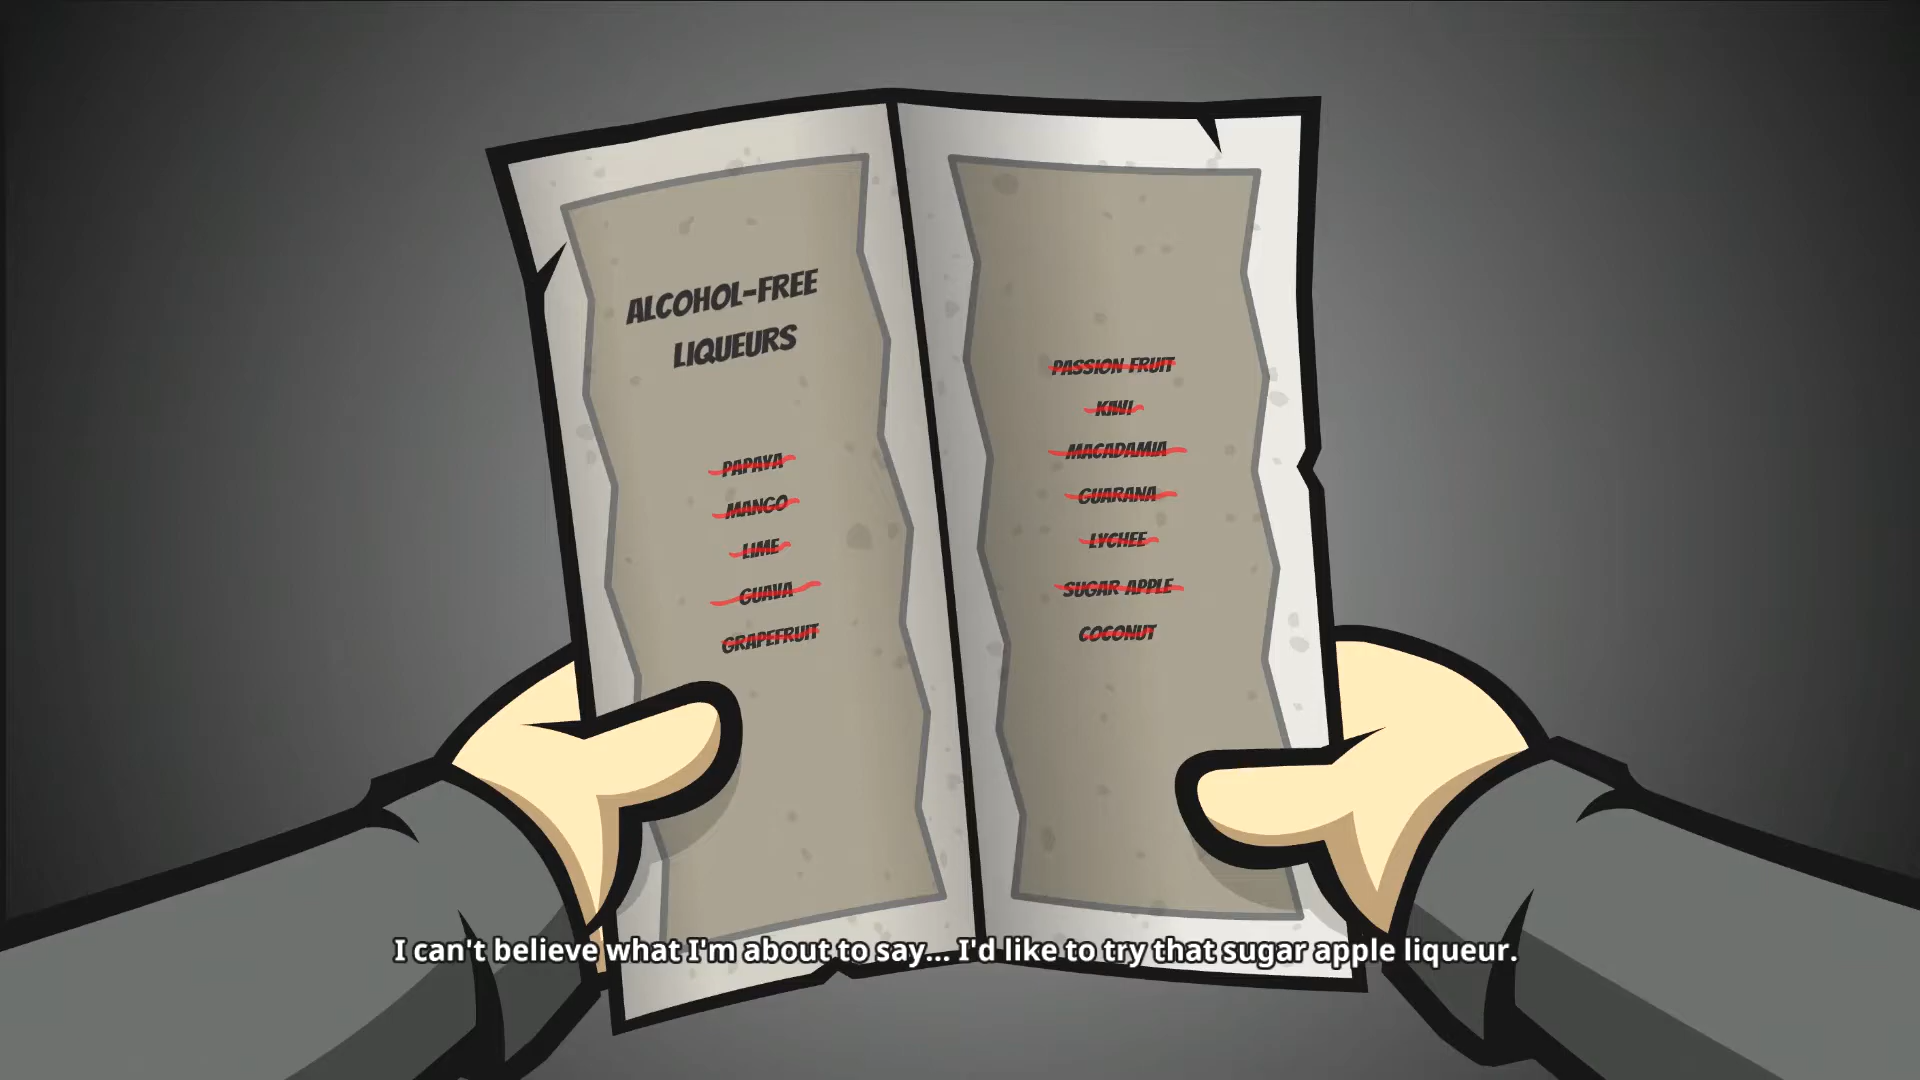 ALCOHOL-FREE
LIQUEURS
PAPAYA
MANGO
LIME
GUAVA
GRAPEFRUIT
PASSION FRUIT
KIWI
MACADAMIA
GUARANA
LYCHEE
SUGAR APPLE
COCONUT
I can't believe what I'm about to say... I'd like to try that sugar apple liqueur.